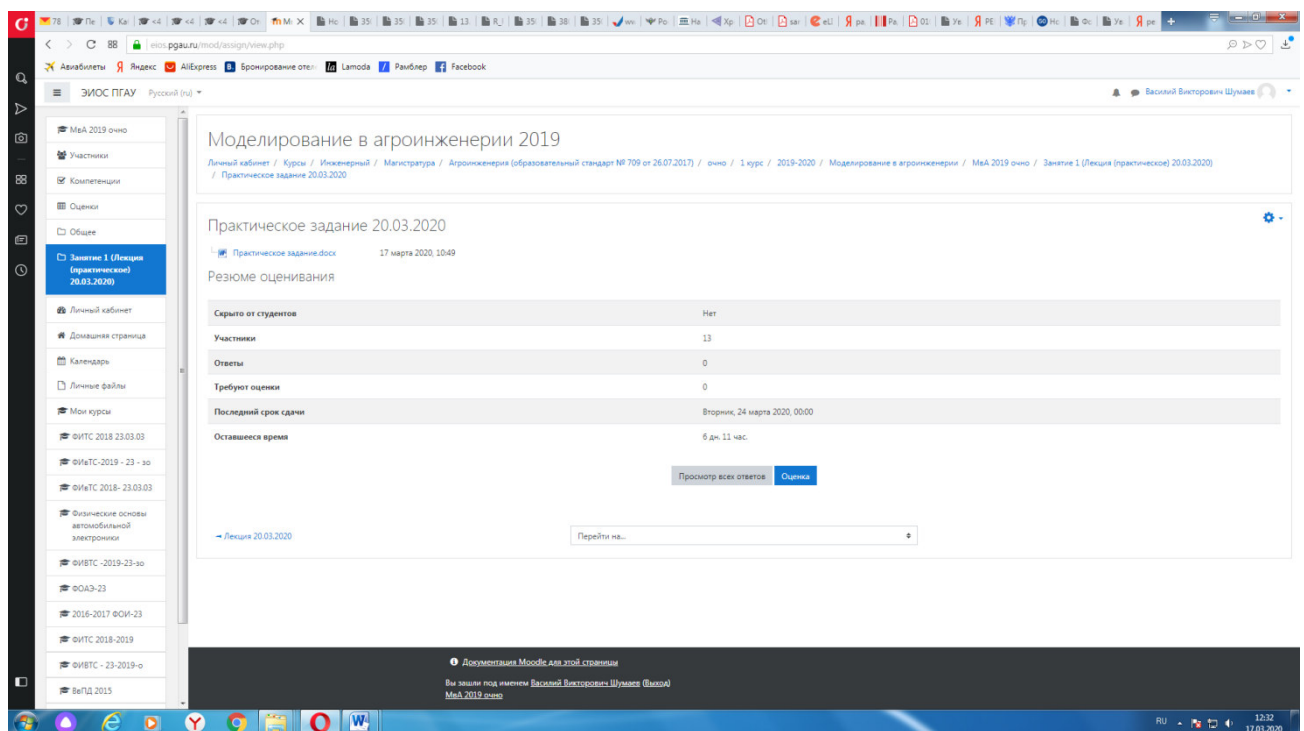 eios.pgau.ru/mod/assign/view.php
Авиабилеты Яндекс AliExpress Бронирование отел Lamoda Рамблер Facebook
ЭИОС ПГАУ Русский (ru)
Василий Викторович Шумаев
МвА 2019 очно
Участники
Компетенции
Оценки
Общее
Занятие 1 (Лекция
(практическое)
20.03.2020)
Личный кабинет
Домашняя страница
Календарь
Личные файлы
Мои курсы
ФИТС 2018 23.03.03
ФИвТС-2019 - 23 - зо
ФИвТС 2018- 23.03.03
Физические основы
автомобильной
электроники
ФИВТС -2019-23-зо
ФОАЭ-23
2016-2017 ФОИ-23
ФИТС 2018-2019
ФИВТС - 23-2019-о
ВвПД 2015
Моделирование в агроинженерии 2019
Личный кабинет / Курсы / Инженерный / Магистратура / Агроинженерия (образовательный стандарт № 709 от 26.07.2017) / очно / 1 курс / 2019-2020 / Моделирование в агроинженерии / МвА 2019 очно / Занятие 1 (Лекция (практическое) 20.03.2020)
/ Практическое задание 20.03.2020
Практическое задание 20.03.2020
Практическое задание.docx 17 марта 2020, 10:49
Резюме оценивания
Скрыто от студентов Нет
Участники 13
Ответы 0
Требуют оценки 0
Последний срок сдачи Вторник, 24 марта 2020, 00:00
Оставшееся время 6 дн. 11 час.
Просмотр всех ответов Оценка
Лекция 20.03.2020 Перейти на...
Документация Moodle для этой страницы
Вы зашли под именем Василий Викторович Шумаев (Выход)
МвА 2019 очно
RU 12:32
17.03.2020